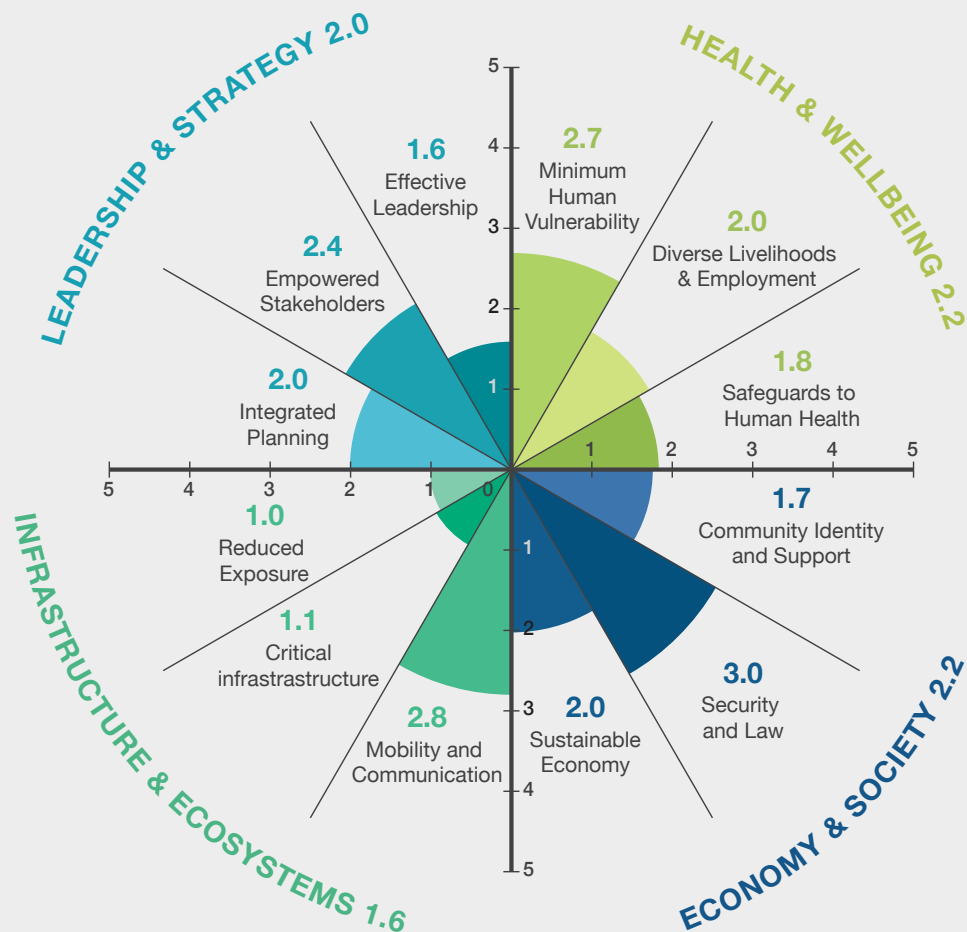 LEADERSHIP & STRATEGY 2.0
HEALTH & WELLBEING 2.2
5
4
3
2
1
1.6
Effective
Leadership
2.4
Empowered
Stakeholders
2.0
Integrated
Planning
2.7
Minimum
Human
Vulnerability
2.0
Diverse Livelihoods
& Employment
1.8
Safeguards to
Human Health
5 4 3 2 1 0 1 2 3 4 5
1.0
Reduced
Exposure
1.1
Critical
infrastrastructure
2.8
Mobility and
Communication
1.7
Community Identity
and Support
3.0
Security
and Law
2.0
Sustainable
Economy
1
2
3
4
5
INFRASTRUCTURE & ECOSYSTEMS 1.6
ECONOMY & SOCIETY 2.2